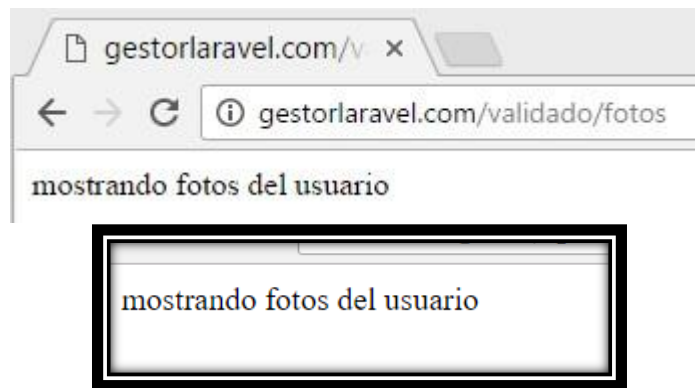 gestorlaravel.com/v
gestorlaravel.com/validado/fotos
mostrando fotos del usuario
mostrando fotos del usuario